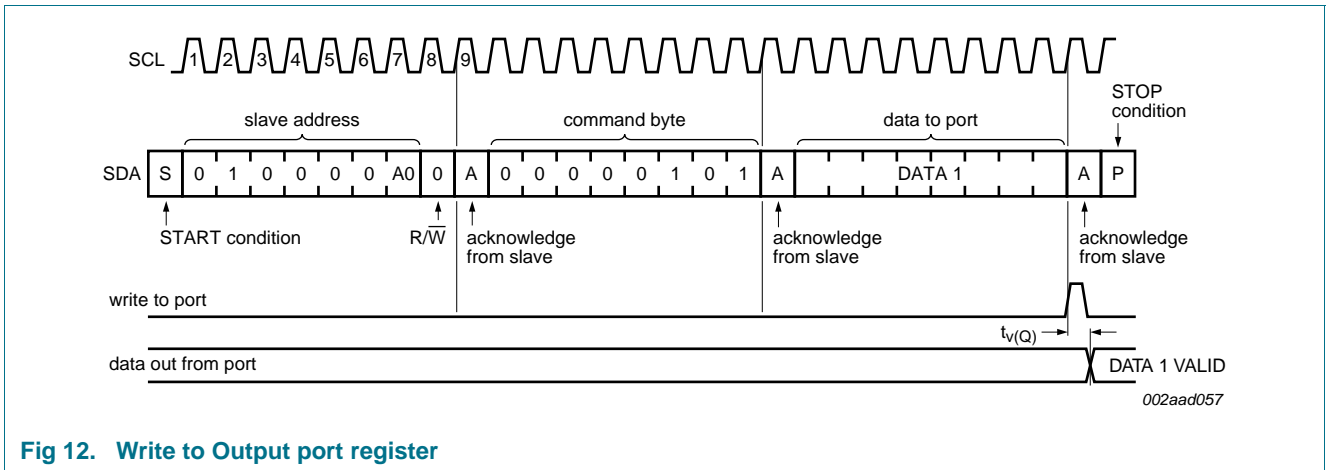 SCL 1 2 3 4 5 6 7 8 9
STOP
condition
slave address command byte data to port
SDA S 0 1 0 0 0 0 A0 0 A 0 0 0 0 0 1 0 1 A DATA 1 A P
START condition R/W̅ acknowledge from slave acknowledge from slave acknowledge from slave
write to port
tv(Q)
data out from port DATA 1 VALID
002aad057
Fig 12. Write to Output port register